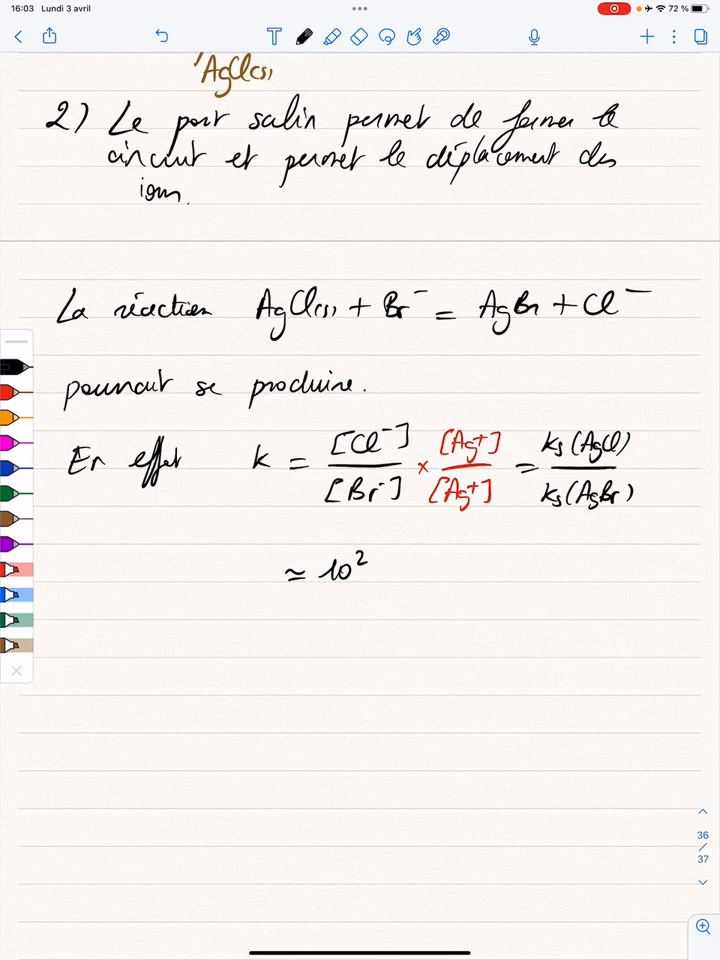 16:03 Lundi 3 avril
72 %
AgCl(s)
2) Le pont salin permet de fermer le
circuit et permet le déplacement des
ions.
La réaction AgCl(s) + Br⁻ = AgBr + Cl⁻
pourrait se produire.
En effet k = [Cl⁻]/[Br⁻] × [Ag⁺]/[Ag⁺] = ks(AgCl)/ks(AgBr)
≃ 10²
36
/
37